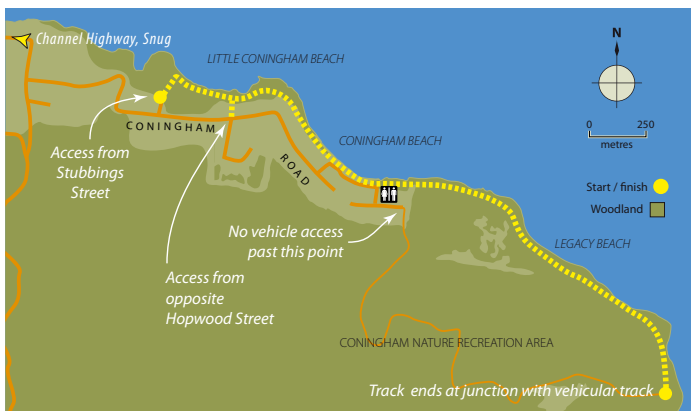 Channel Highway, Snug
LITTLE CONINGHAM BEACH
N
0 250
metres
CONINGHAM
ROAD
CONINGHAM BEACH
Access from
Stubbings
Street
Start / finish
Woodland
No vehicle access
past this point
LEGACY BEACH
Access from
opposite
Hopwood Street
CONINGHAM NATURE RECREATION AREA
Track ends at junction with vehicular track